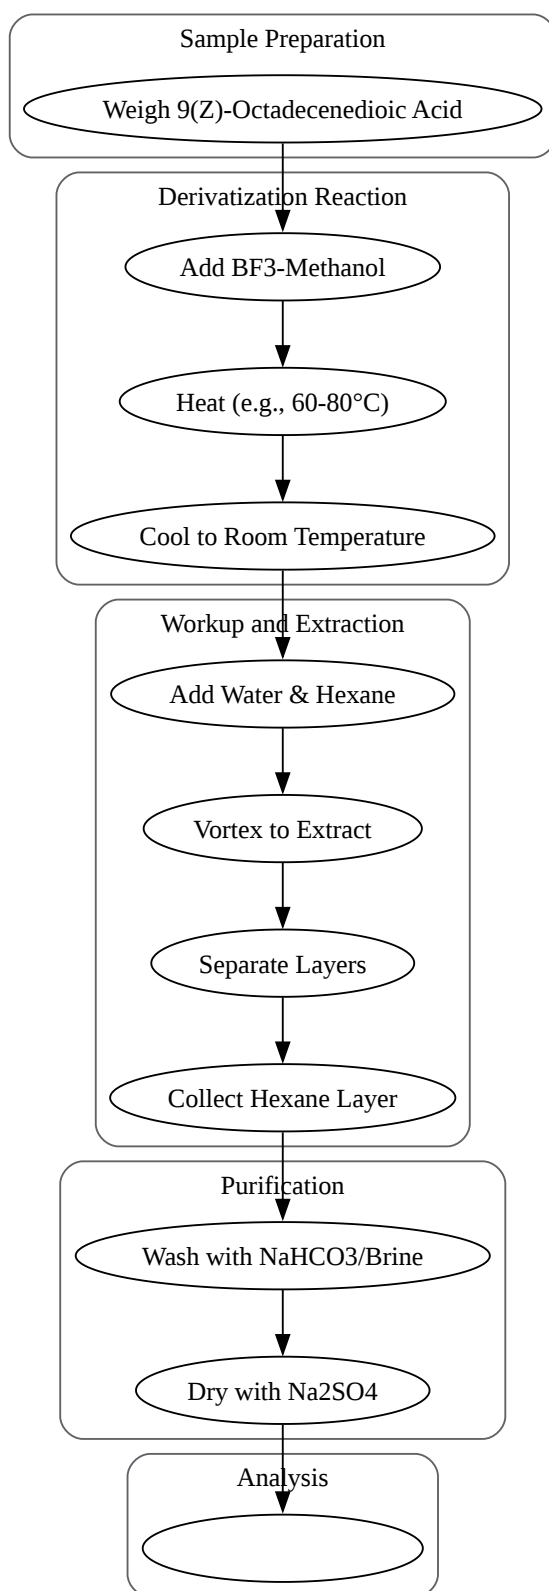 Sample Preparation
Weigh 9(Z)-Octadecenedioic Acid
Derivatization Reaction
Add BF3-Methanol
Heat (e.g., 60-80°C)
Cool to Room Temperature
Workup and Extraction
Add Water & Hexane
Vortex to Extract
Separate Layers
Collect Hexane Layer
Purification
Wash with NaHCO3/Brine
Dry with Na2SO4
Analysis